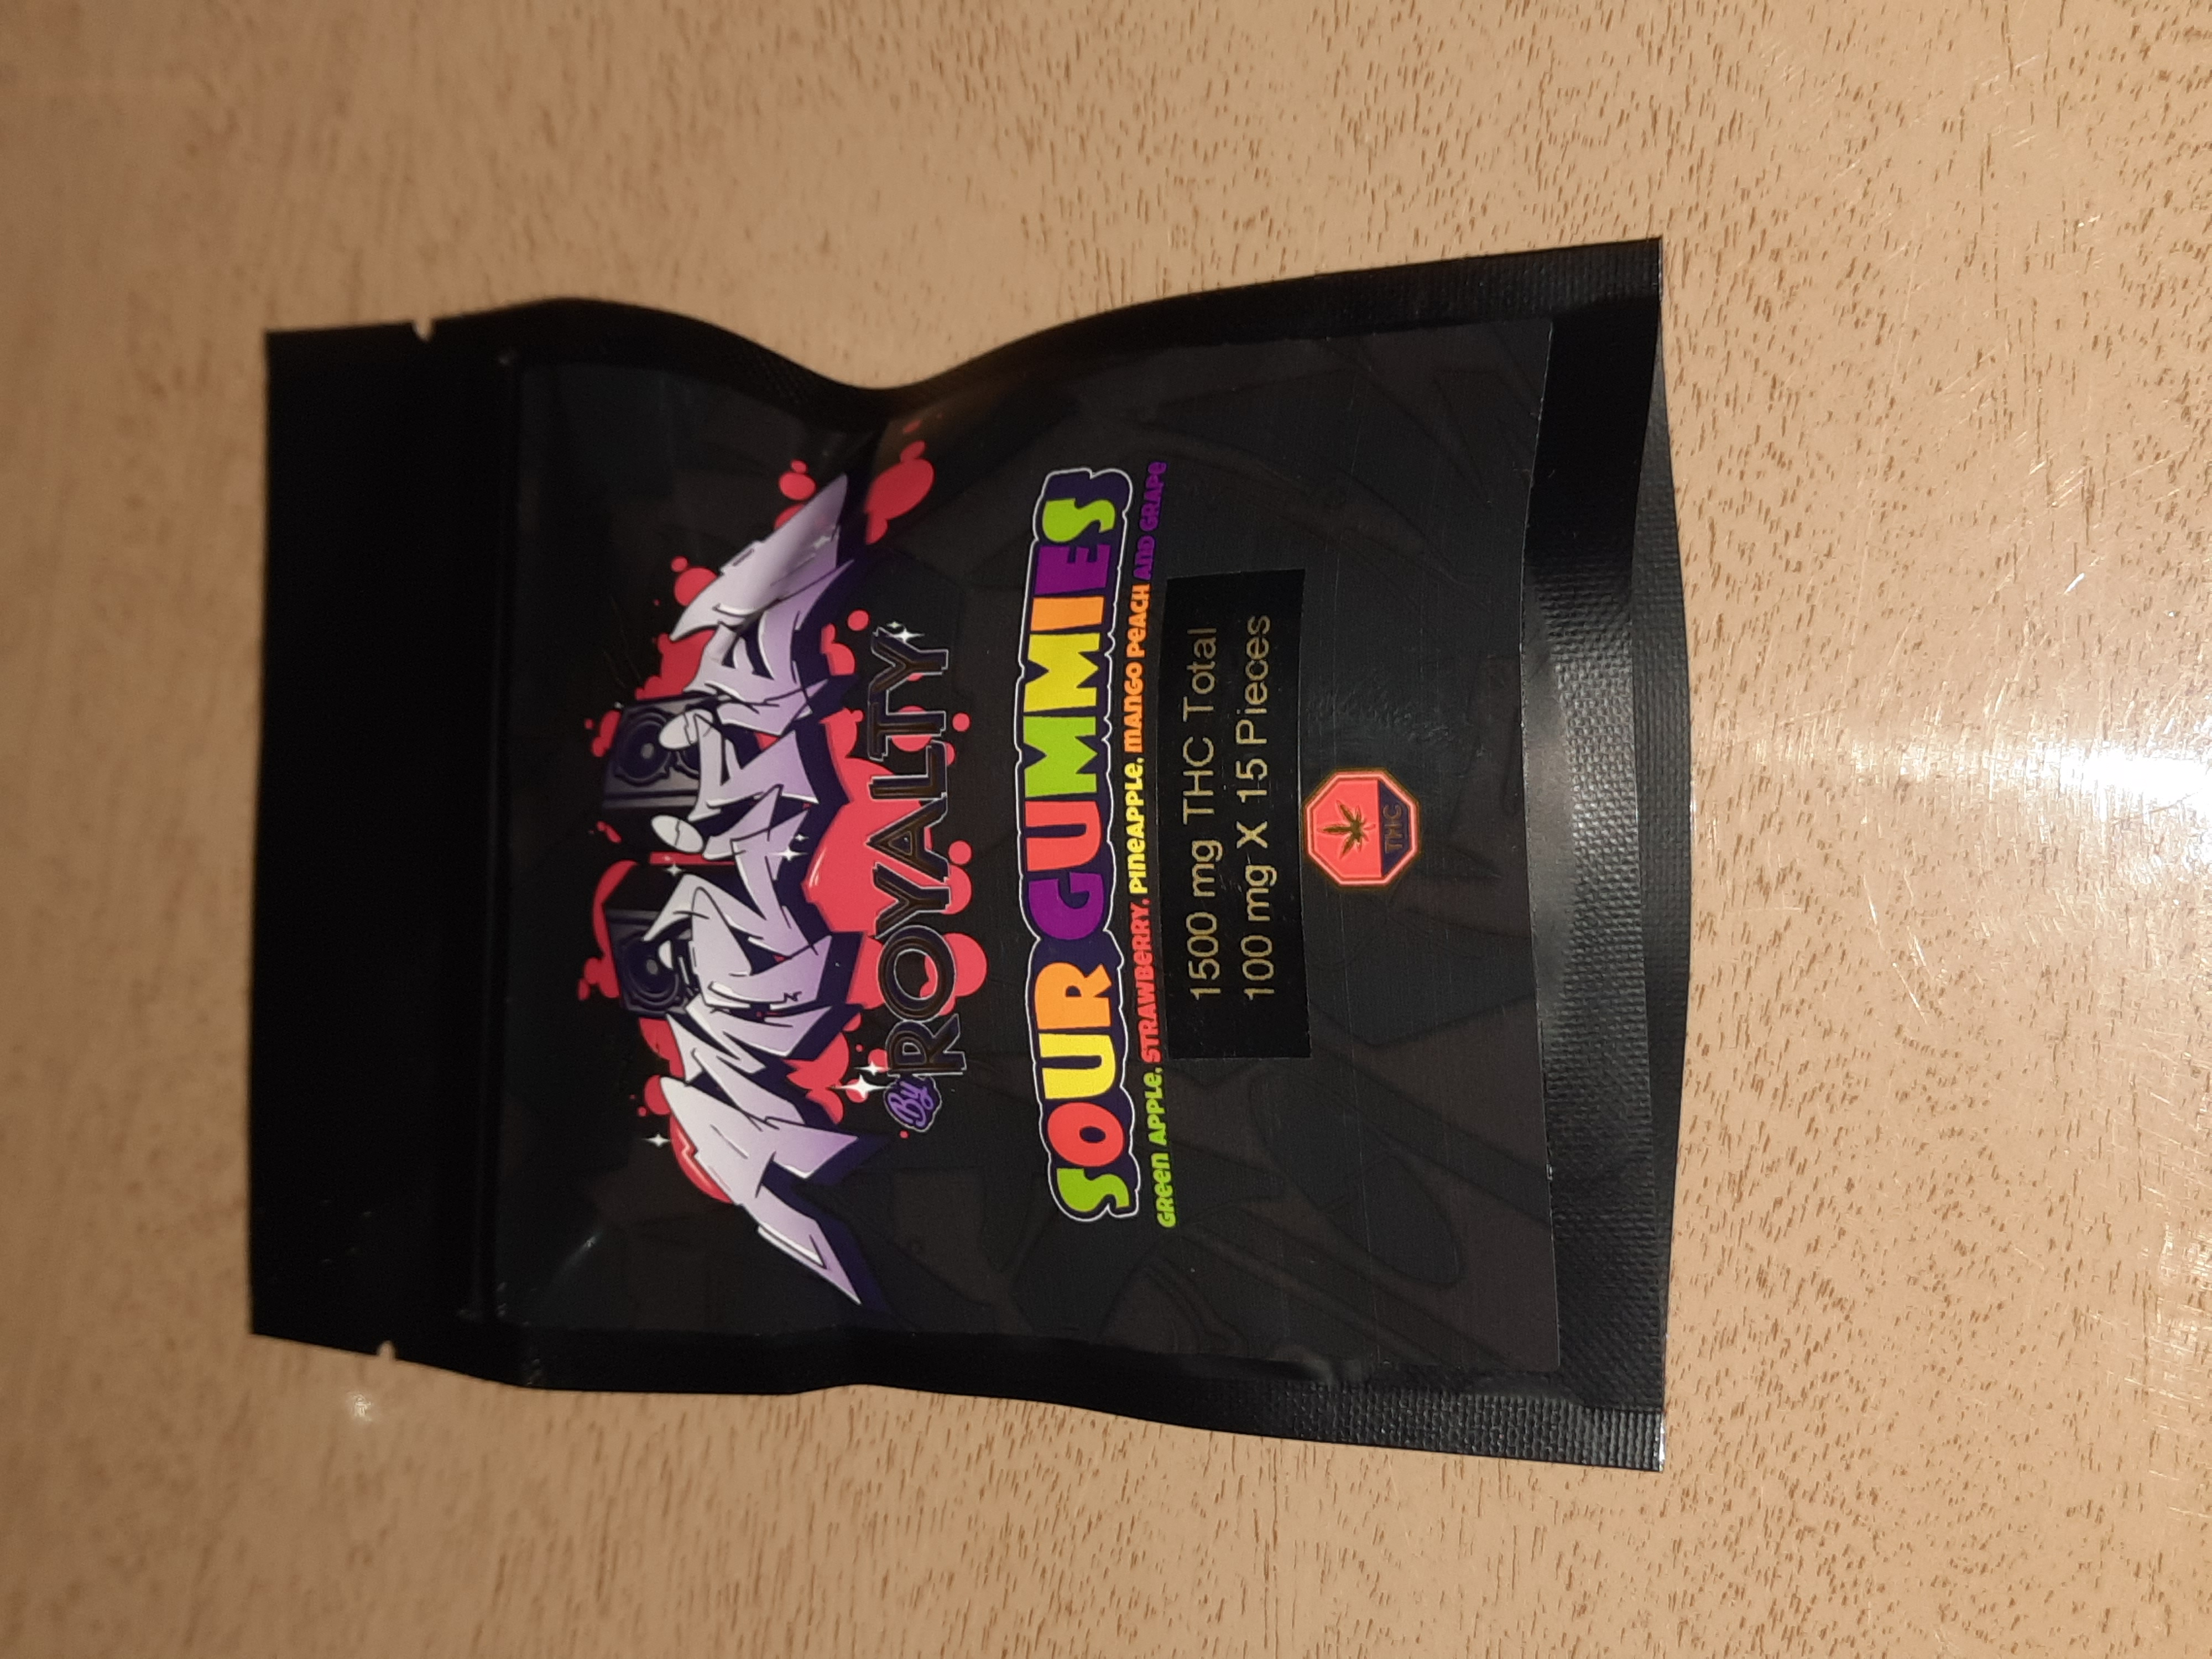 By ROYALTY
SOUR GUMMIES
GREEN APPLE, STRAWBERRY, PINEAPPLE, MANGO PEACH AND GRAPE
1500 mg THC Total
100 mg X 15 Pieces
THC